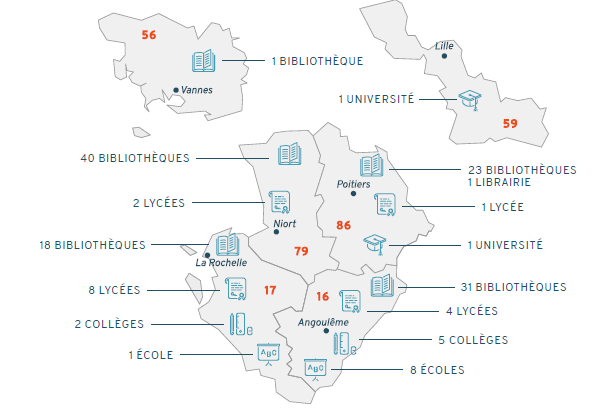 56
1 BIBLIOTHÈQUE
Vannes
Lille
1 UNIVERSITÉ
59
40 BIBLIOTHÈQUES
23 BIBLIOTHÈQUES
1 LIBRAIRIE
Poitiers
2 LYCÉES
1 LYCÉE
Niort
86
79
1 UNIVERSITÉ
18 BIBLIOTHÈQUES
La Rochelle
8 LYCÉES
17
16
31 BIBLIOTHÈQUES
4 LYCÉES
2 COLLÈGES
Angoulême
5 COLLÈGES
1 ÉCOLE
ABC
ABC
8 ÉCOLES